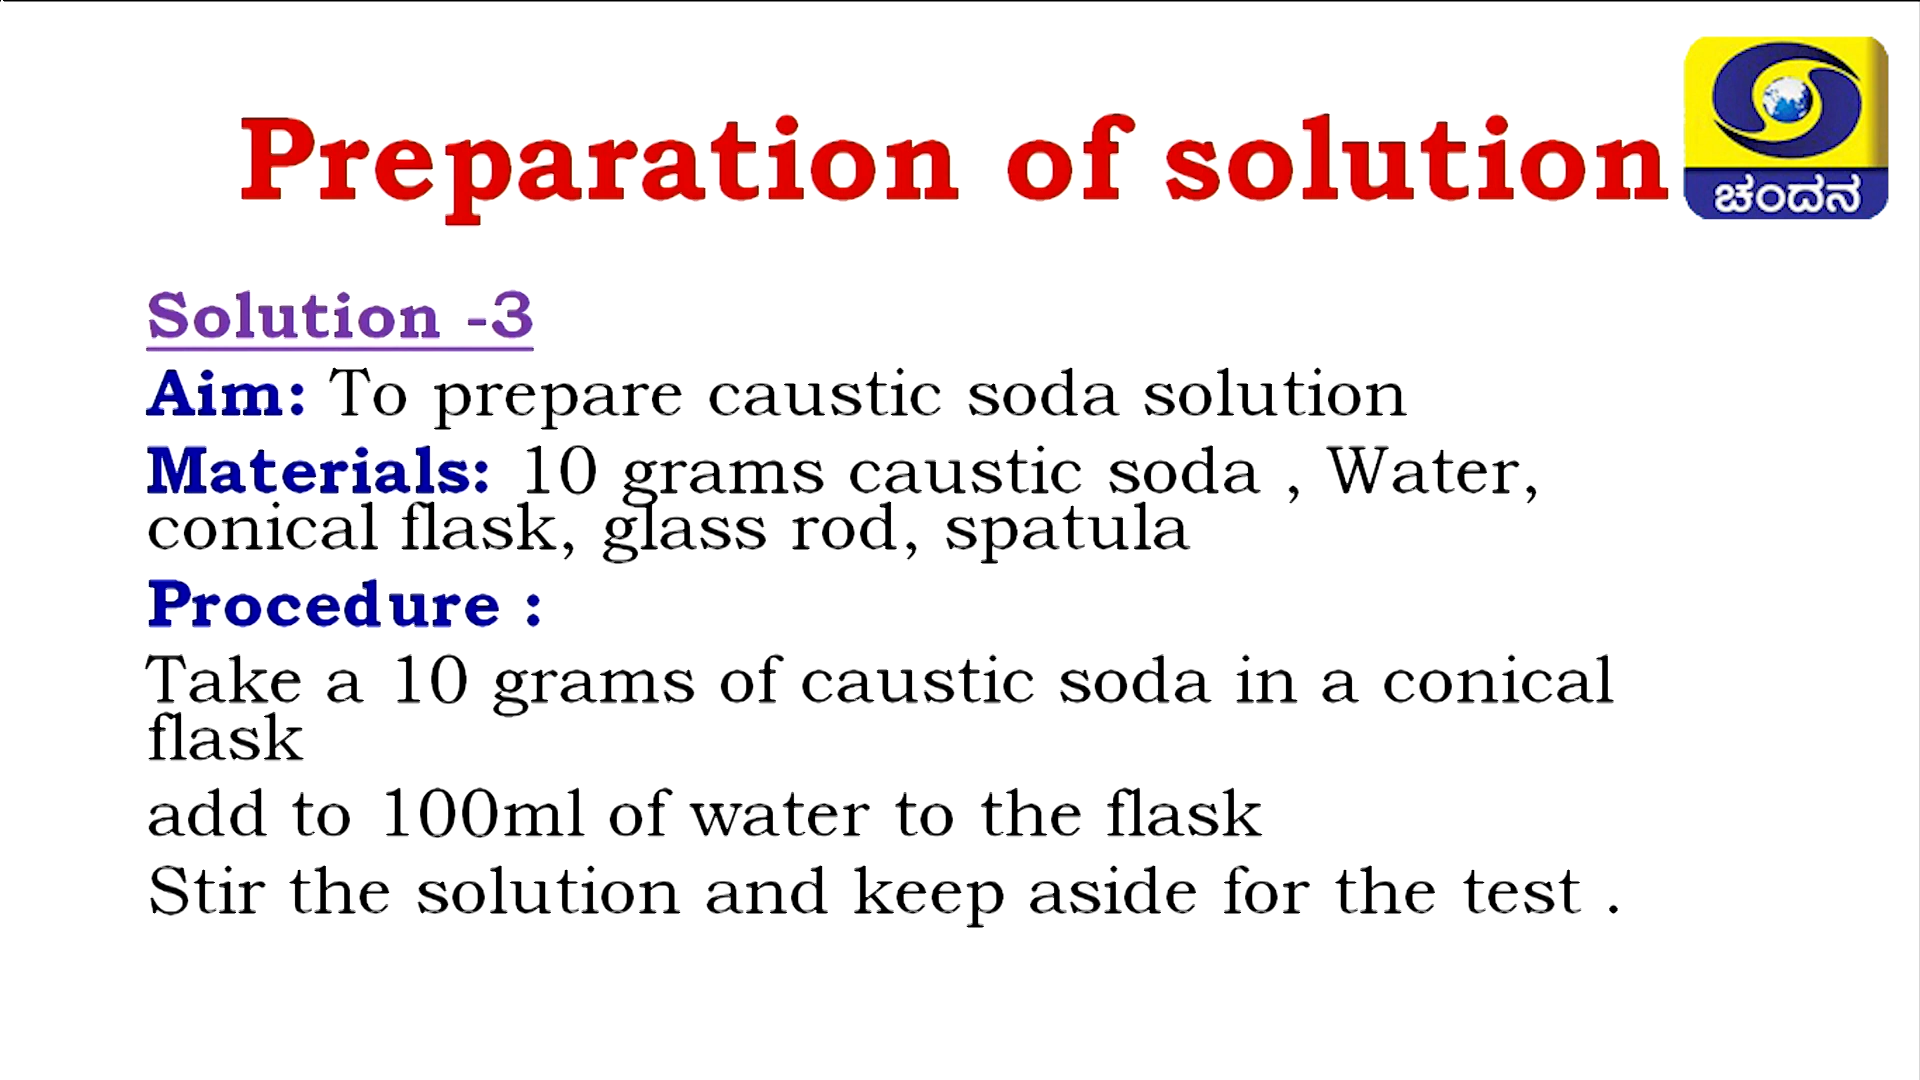 Preparation of solution
ಚಂದನ
Solution -3
Aim: To prepare caustic soda solution
Materials: 10 grams caustic soda , Water,
conical flask, glass rod, spatula
Procedure :
Take a 10 grams of caustic soda in a conical
flask
add to 100ml of water to the flask
Stir the solution and keep aside for the test .